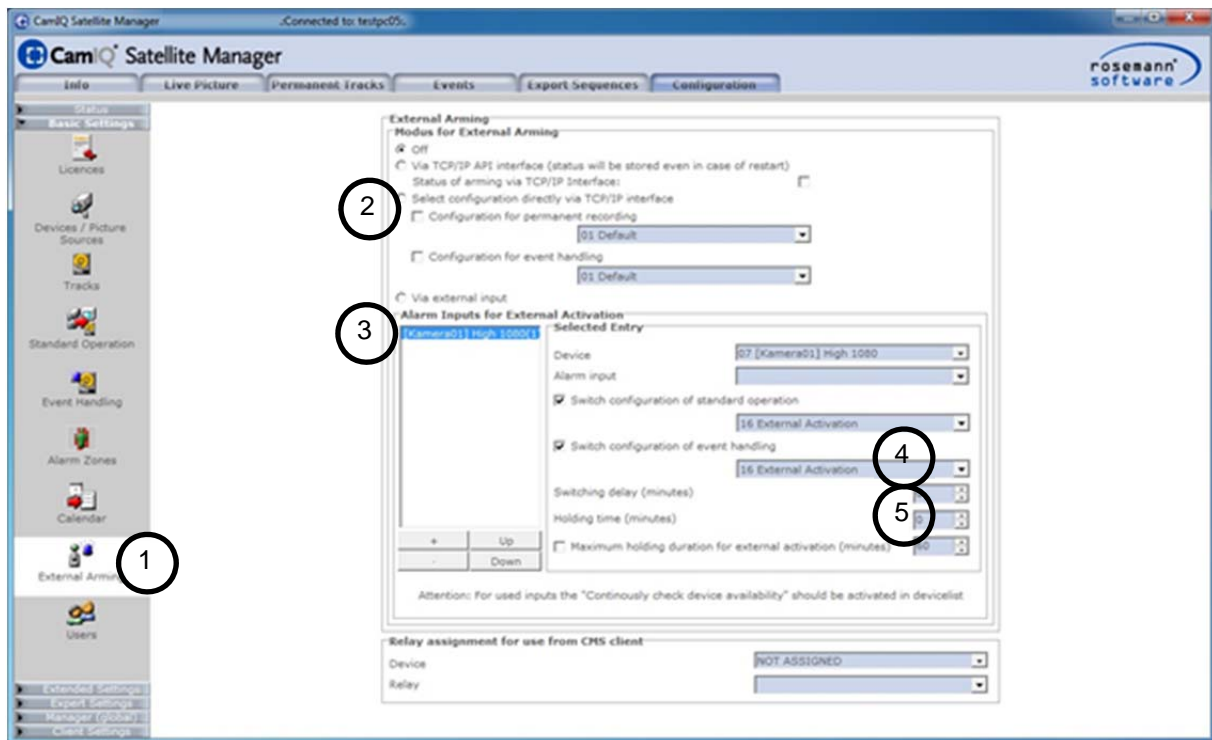 CamIQ Satellite Manager .:Connected to: testpc05:.
CamIQ Satellite Manager
rosemann software
Info Live Picture Permanent Tracks Events Export Sequences Configuration
Status
Basic Settings
Licences
Devices / Picture Sources
Tracks
Standard Operation
Event Handling
Alarm Zones
Calendar
External Arming
1
Users
Extended Settings
Expert Settings
Manager (global)
Client Settings
External Arming
Modus for External Arming
Off
Via TCP/IP API interface (status will be stored even in case of restart)
Status of arming via TCP/IP Interface:
2
Select configuration directly via TCP/IP interface
Configuration for permanent recording
01 Default
Configuration for event handling
01 Default
Via external input
3
Alarm Inputs for External Activation
[Kamera01] High 1080[1]
Selected Entry
Device 07 [Kamera01] High 1080
Alarm input
Switch configuration of standard operation
16 External Activation
Switch configuration of event handling
16 External Activation
4
Switching delay (minutes)
5
Holding time (minutes) 0
Maximum holding duration for external activation (minutes) 60
+ Up
- Down
Attention: For used inputs the "Continously check device availability" should be activated in devicelist
Relay assignment for use from CMS client
Device NOT ASSIGNED
Relay